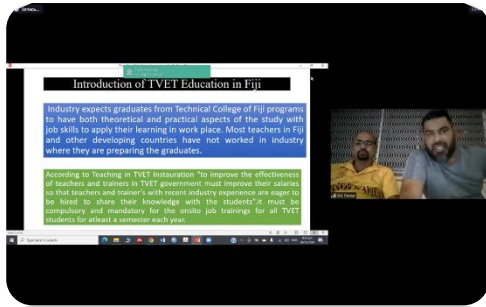 Introduction of TVET Education in Fiji
Industry expects graduates from Technical College of Fiji programs
to have both theoretical and practical aspects of the study with
job skills to apply their learning in work place. Most teachers in Fiji
and other developing countries have not worked in industry
where they are preparing the graduates.
According to Teaching in TVET Instauration "to improve the effectiveness
of teachers and trainers in TVET government must improve their salaries
so that teachers and trainer's with recent industry experience are eager to
be hired to share their knowledge with the students".it must be
compulsory and mandatory for the onsite job trainings for all TVET
students for atleast a semester each year.
Type here to search